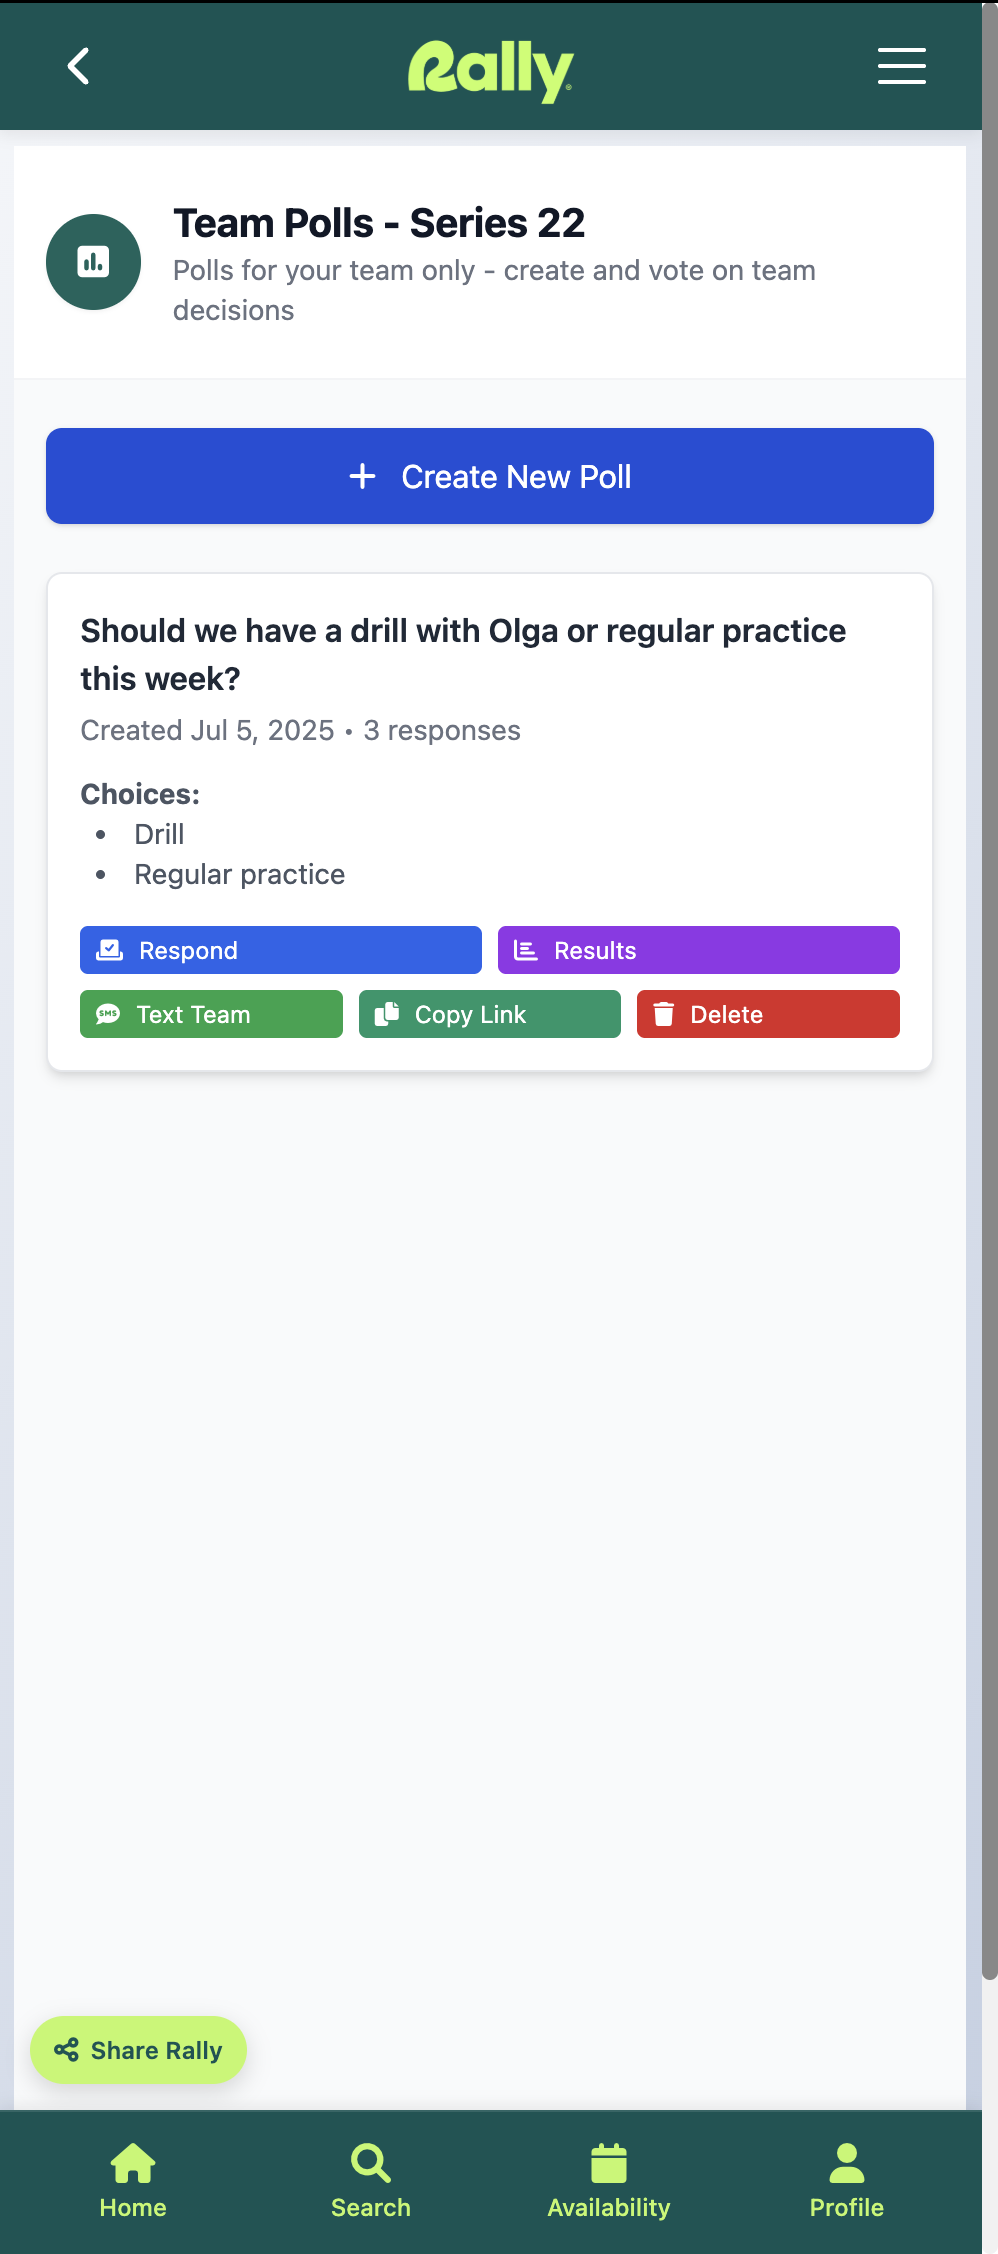 Rally
Team Polls - Series 22
Polls for your team only - create and vote on team
decisions
+ Create New Poll
Should we have a drill with Olga or regular practice
this week?
Created Jul 5, 2025 • 3 responses
Choices:
• Drill
• Regular practice
Respond
Results
SMS Text Team
Copy Link
Delete
Share Rally
Home
Search
Availability
Profile